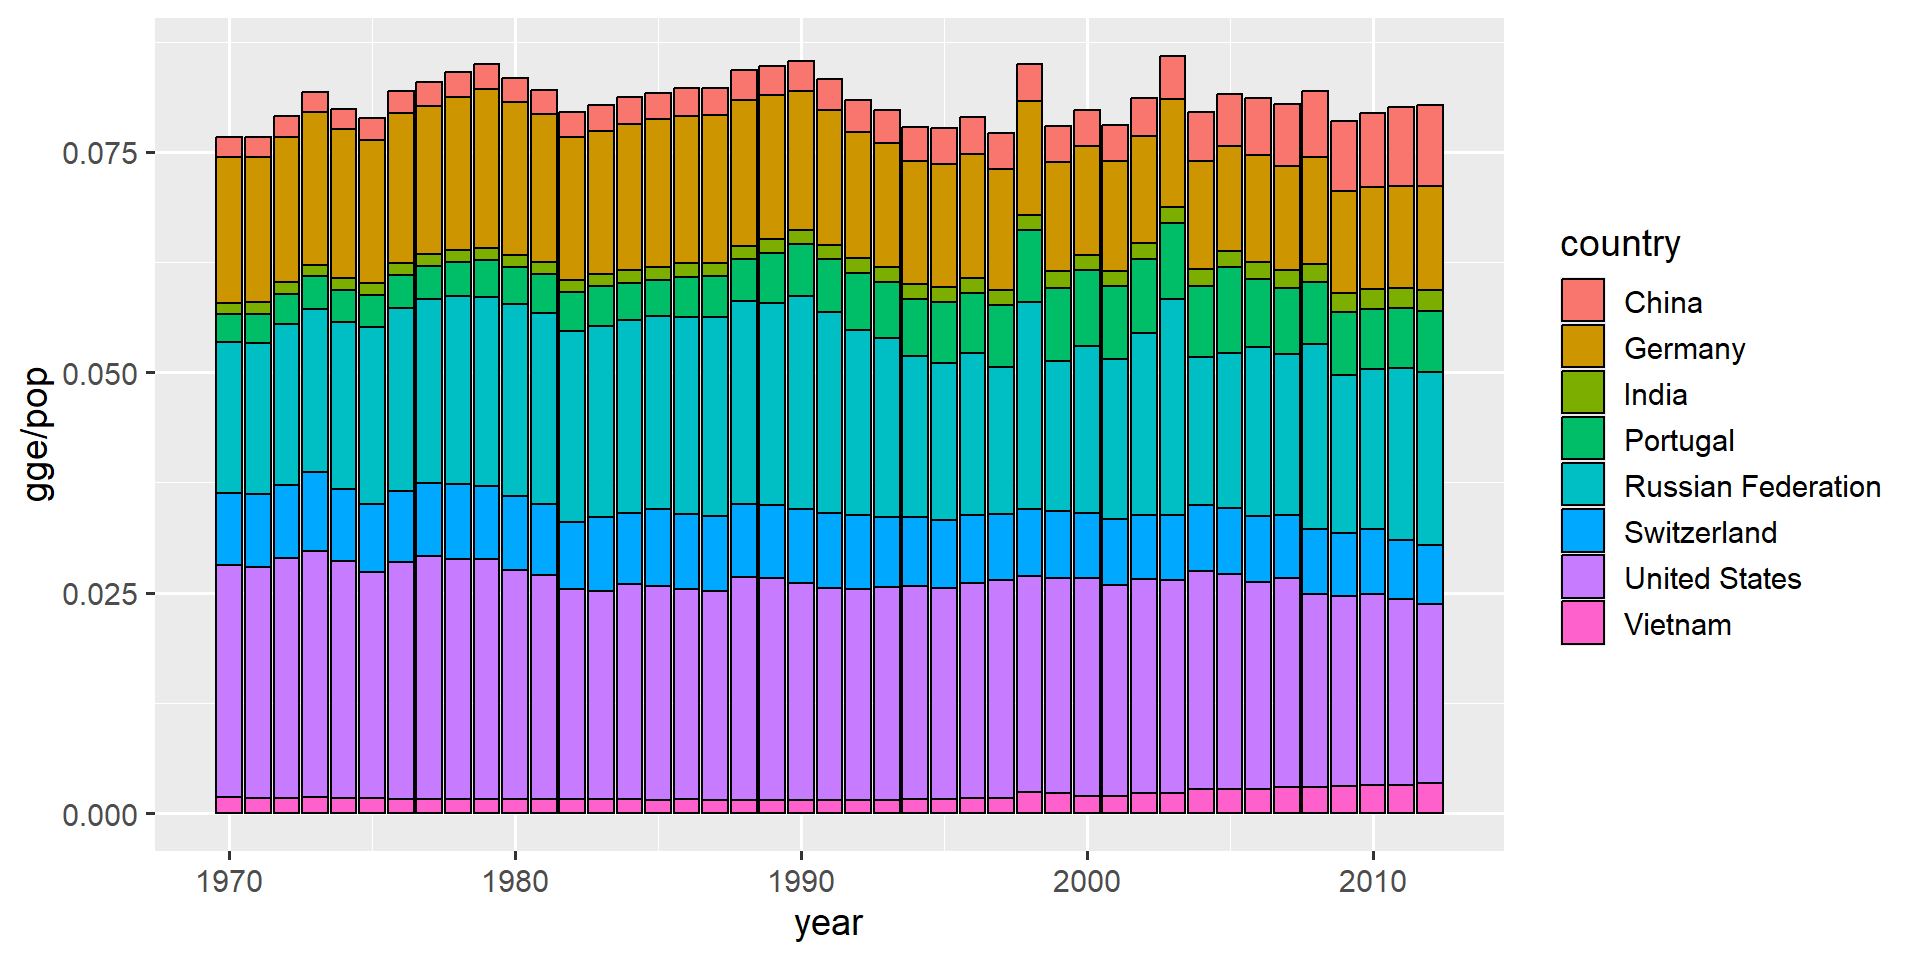 0.075
0.050
0.025
0.000
gge/pop
1970 1980 1990 2000 2010
year
country
China
Germany
India
Portugal
Russian Federation
Switzerland
United States
Vietnam